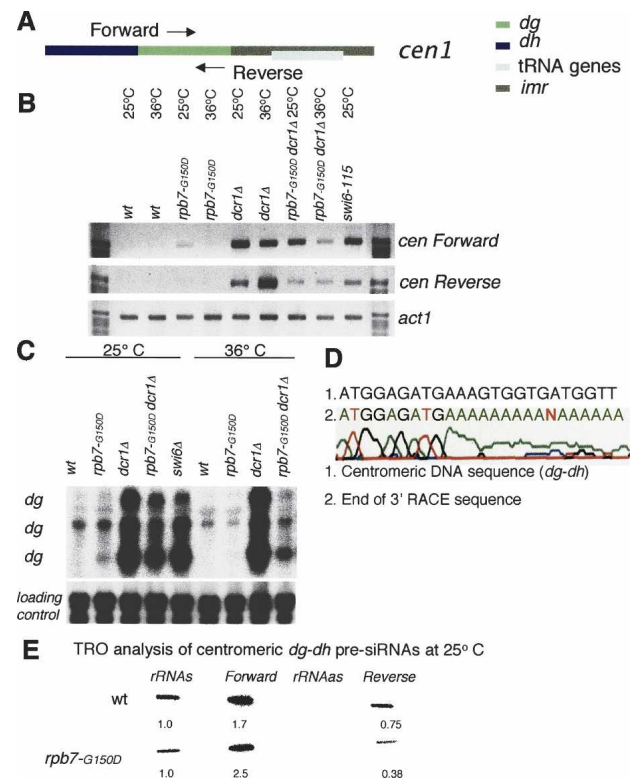 A
Forward →
cen1
← Reverse
dg
dh
tRNA genes
imr
B
25°C
36°C
25°C
36°C
25°C
36°C
25°C
36°C
25°C
wt
wt
rpb7-G150D
rpb7-G150D
dcr1Δ
dcr1Δ
rpb7-G150D dcr1Δ
rpb7-G150D dcr1Δ
swi6-115
cen Forward
cen Reverse
act1
C
25° C
36° C
wt
rpb7-G150D
dcr1Δ
rpb7-G150D dcr1Δ
swi6Δ
wt
rpb7-G150D
dcr1Δ
rpb7-G150D dcr1Δ
dg
dg
dg
loading
control
D
1. ATGGAGATGAAAGTGGTGATGGTT
2. ATGGAGATGAAAAAAAAANAAAAAA
1. Centromeric DNA sequence (dg-dh)
2. End of 3' RACE sequence
E
TRO analysis of centromeric dg-dh pre-siRNAs at 25° C
rRNAs Forward rRNAas Reverse
wt
1.0 1.7 0.75
rpb7-G150D
1.0 2.5 0.38